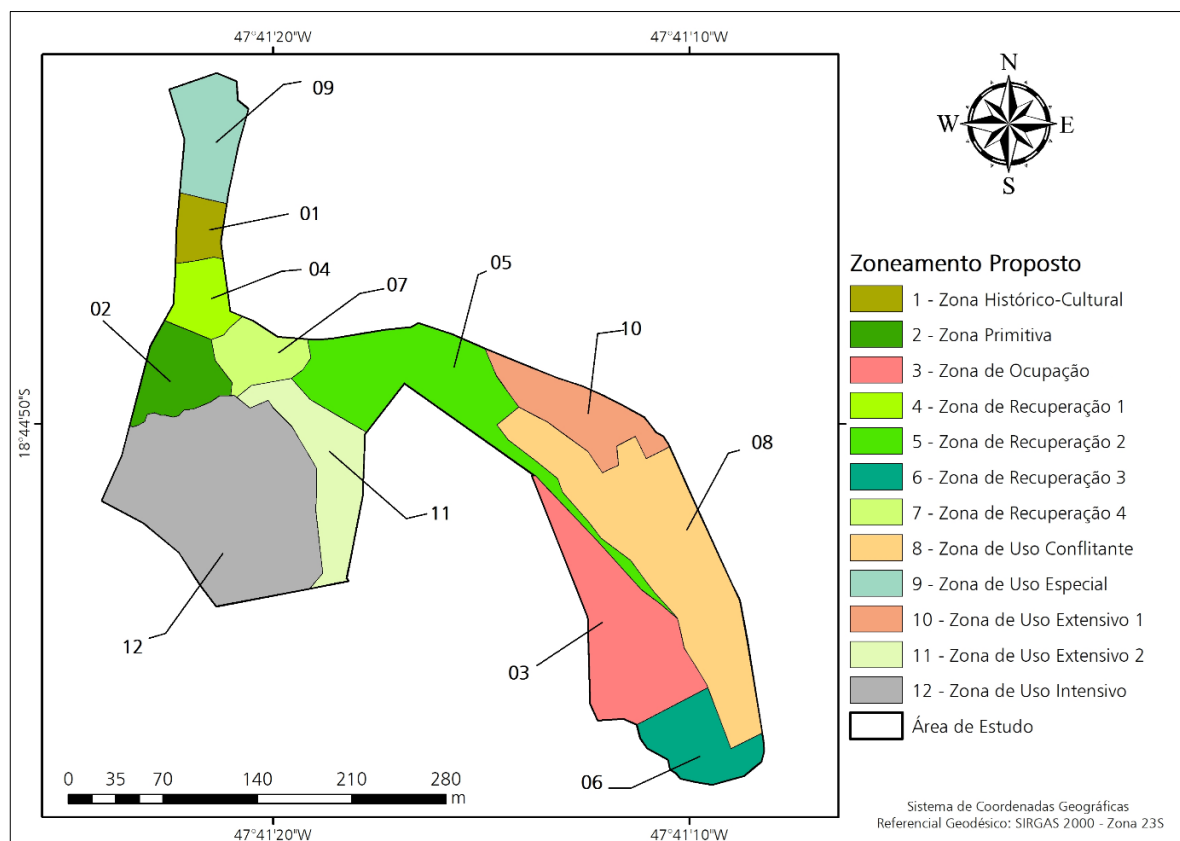 47°41'20"W
47°41'10"W
09
01
04
07
05
02
10
18°44'50"S
08
11
12
03
06
0 35 70 140 210 280
m
47°41'20"W
47°41'10"W
N
W E
S
Zoneamento Proposto
1 - Zona Histórico-Cultural
2 - Zona Primitiva
3 - Zona de Ocupação
4 - Zona de Recuperação 1
5 - Zona de Recuperação 2
6 - Zona de Recuperação 3
7 - Zona de Recuperação 4
8 - Zona de Uso Conflitante
9 - Zona de Uso Especial
10 - Zona de Uso Extensivo 1
11 - Zona de Uso Extensivo 2
12 - Zona de Uso Intensivo
Área de Estudo
Sistema de Coordenadas Geográficas
Referencial Geodésico: SIRGAS 2000 - Zona 23S